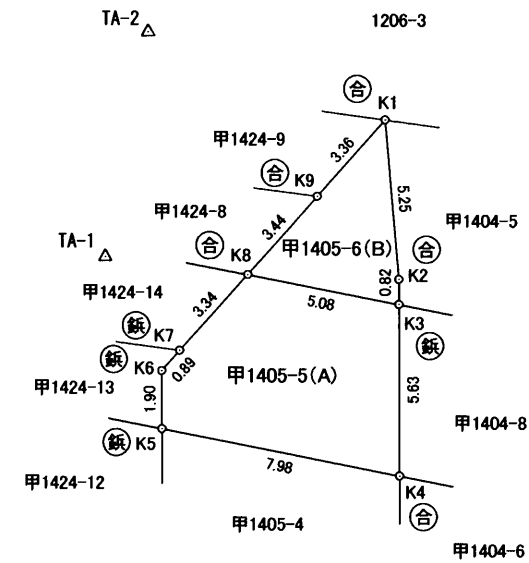 TA-2
1206-3
合
K1
甲1424-9
3.36
合
K9
5.25
甲1424-8
3.44
甲1404-5
TA-1
合
K8
甲1405-6(B)
合
K2
0.82
甲1424-14
3.34
5.08
K3
鋲
K7
鋲
鋲
K6
0.89
甲1405-5(A)
5.63
甲1424-13
1.90
甲1404-8
鋲
K5
7.98
甲1424-12
K4
合
甲1405-4
甲1404-6